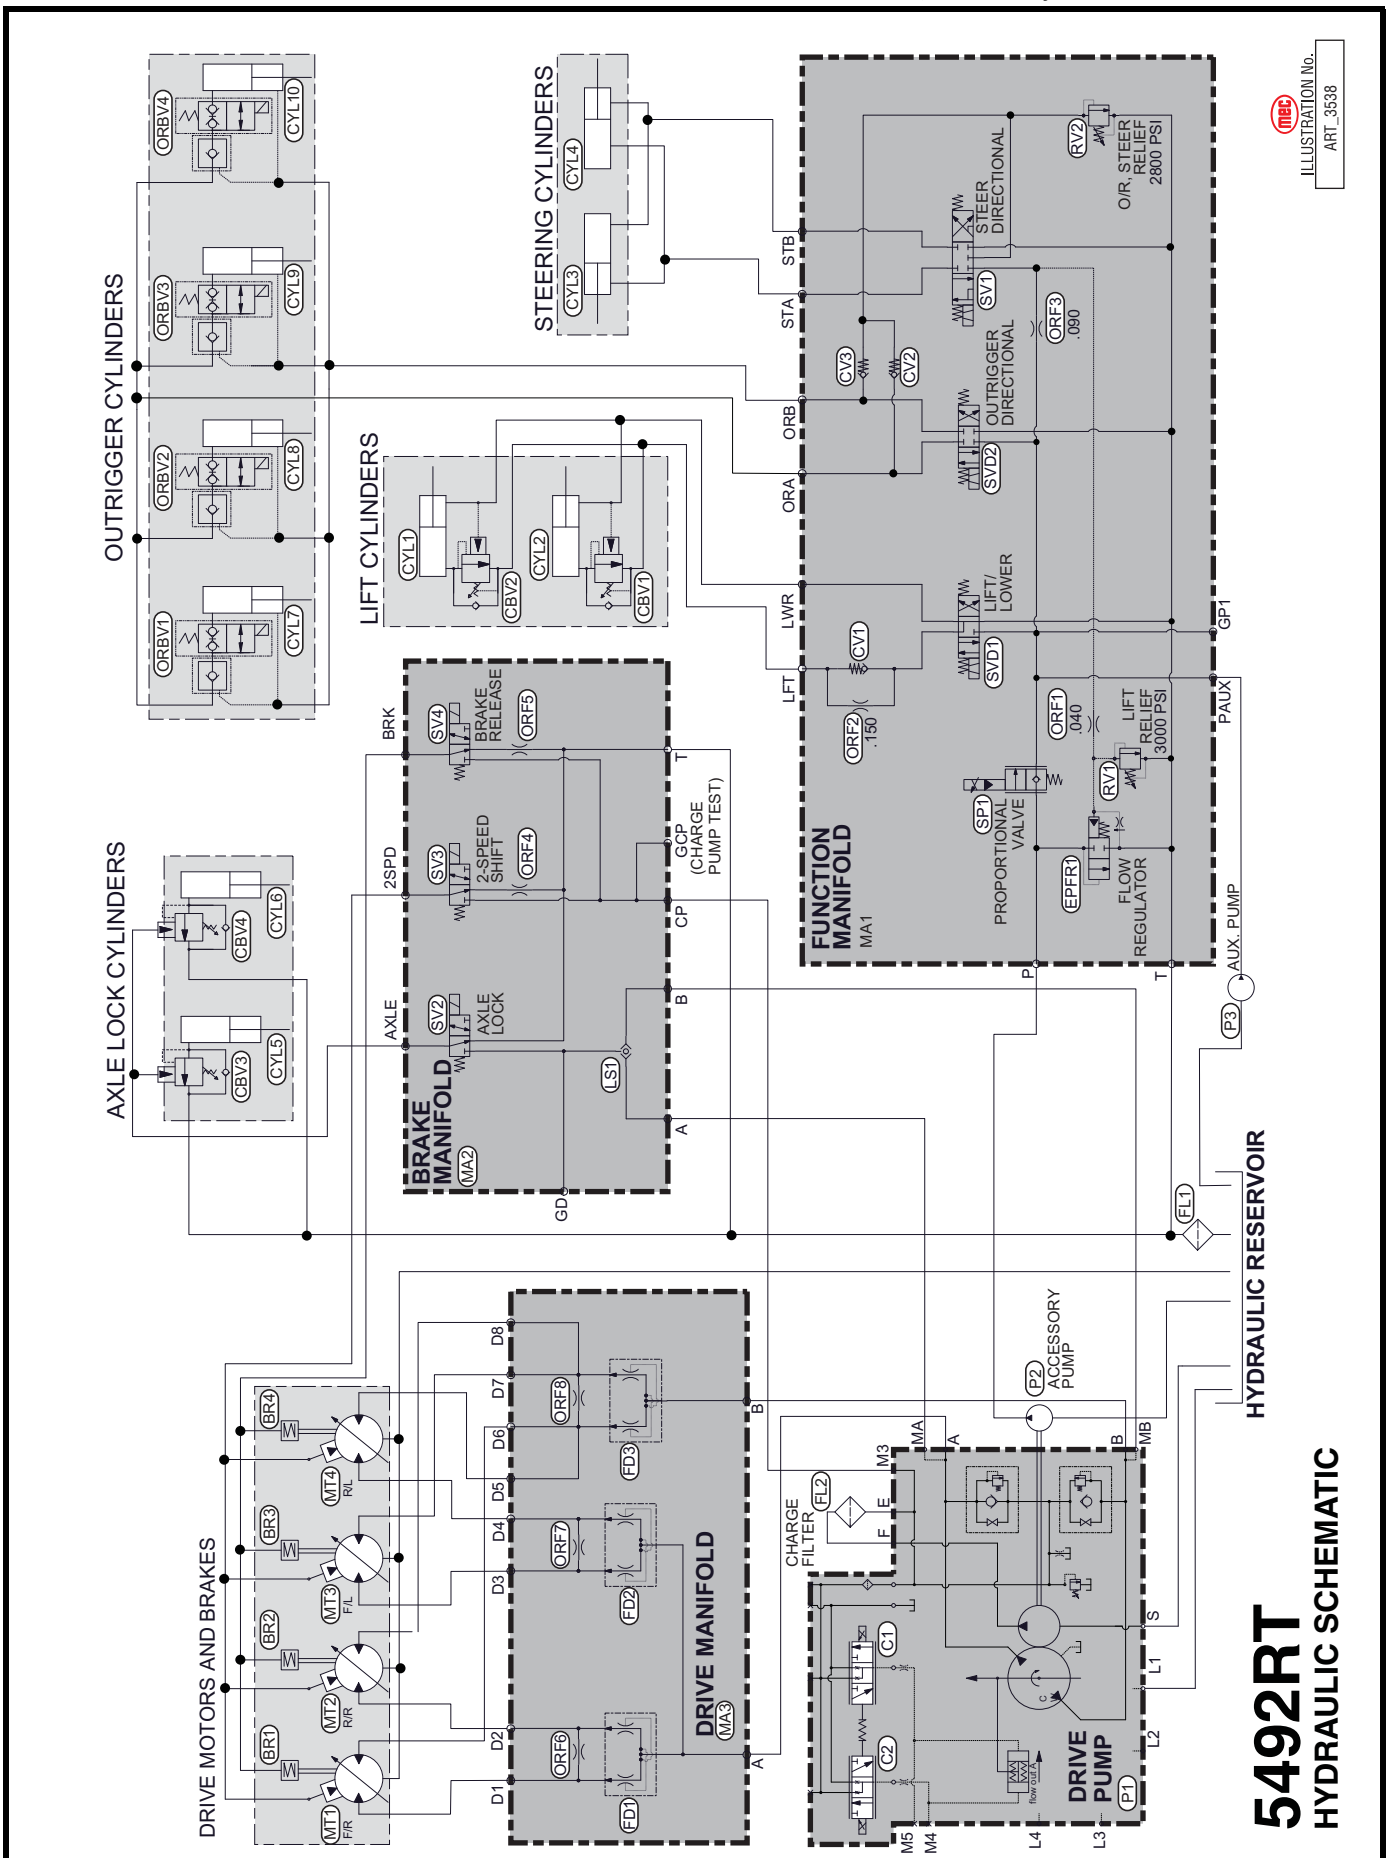 5492RT
HYDRAULIC SCHEMATIC
mec
ILLUSTRATION No.
ART_3538
DRIVE MOTORS AND BRAKES
BR1
BR2
BR3
BR4
MT1
F/R
MT2
R/R
MT3
F/L
MT4
R/L
AXLE LOCK CYLINDERS
CBV3
CYL5
CBV4
CYL6
OUTRIGGER CYLINDERS
ORBV1
CYL7
ORBV2
CYL8
ORBV3
CYL9
ORBV4
CYL10
LIFT CYLINDERS
CYL1
CBV2
CYL2
CBV1
STEERING CYLINDERS
CYL3
CYL4
BRAKE
MANIFOLD
MA2
AXLE
2SPD
BRK
SV2
AXLE
LOCK
SV3
2-SPEED
SHIFT
ORF4
SV4
BRAKE
RELEASE
ORF5
LS1
GD
A
B
CP
GCP
(CHARGE
PUMP TEST)
T
DRIVE MANIFOLD
MA3
D1
D2
D3
D4
D5
D6
D7
D8
ORF6
ORF7
ORF8
FD1
FD2
FD3
A
B
FUNCTION
MANIFOLD
MA1
LFT
LWR
ORA
ORB
STA
STB
ORF2
.150
CV1
CV3
CV2
SVD1
LIFT/
LOWER
SVD2
OUTRIGGER
DIRECTIONAL
SV1
STEER
DIRECTIONAL
SP1
PROPORTIONAL
VALVE
ORF1
.040
ORF3
.090
EPFR1
FLOW
REGULATOR
RV1
LIFT
RELIEF
3000 PSI
RV2
O/R, STEER
RELIEF
2800 PSI
P
T
PAUX
GP1
AUX. PUMP
P3
FL1
HYDRAULIC RESERVOIR
P2
ACCESSORY
PUMP
CHARGE
FILTER
FL2
F
E
M3
MA
A
B
MB
C1
C2
DRIVE
PUMP
P1
flow out A
C
M5
M4
L4
L3
L2
L1
S